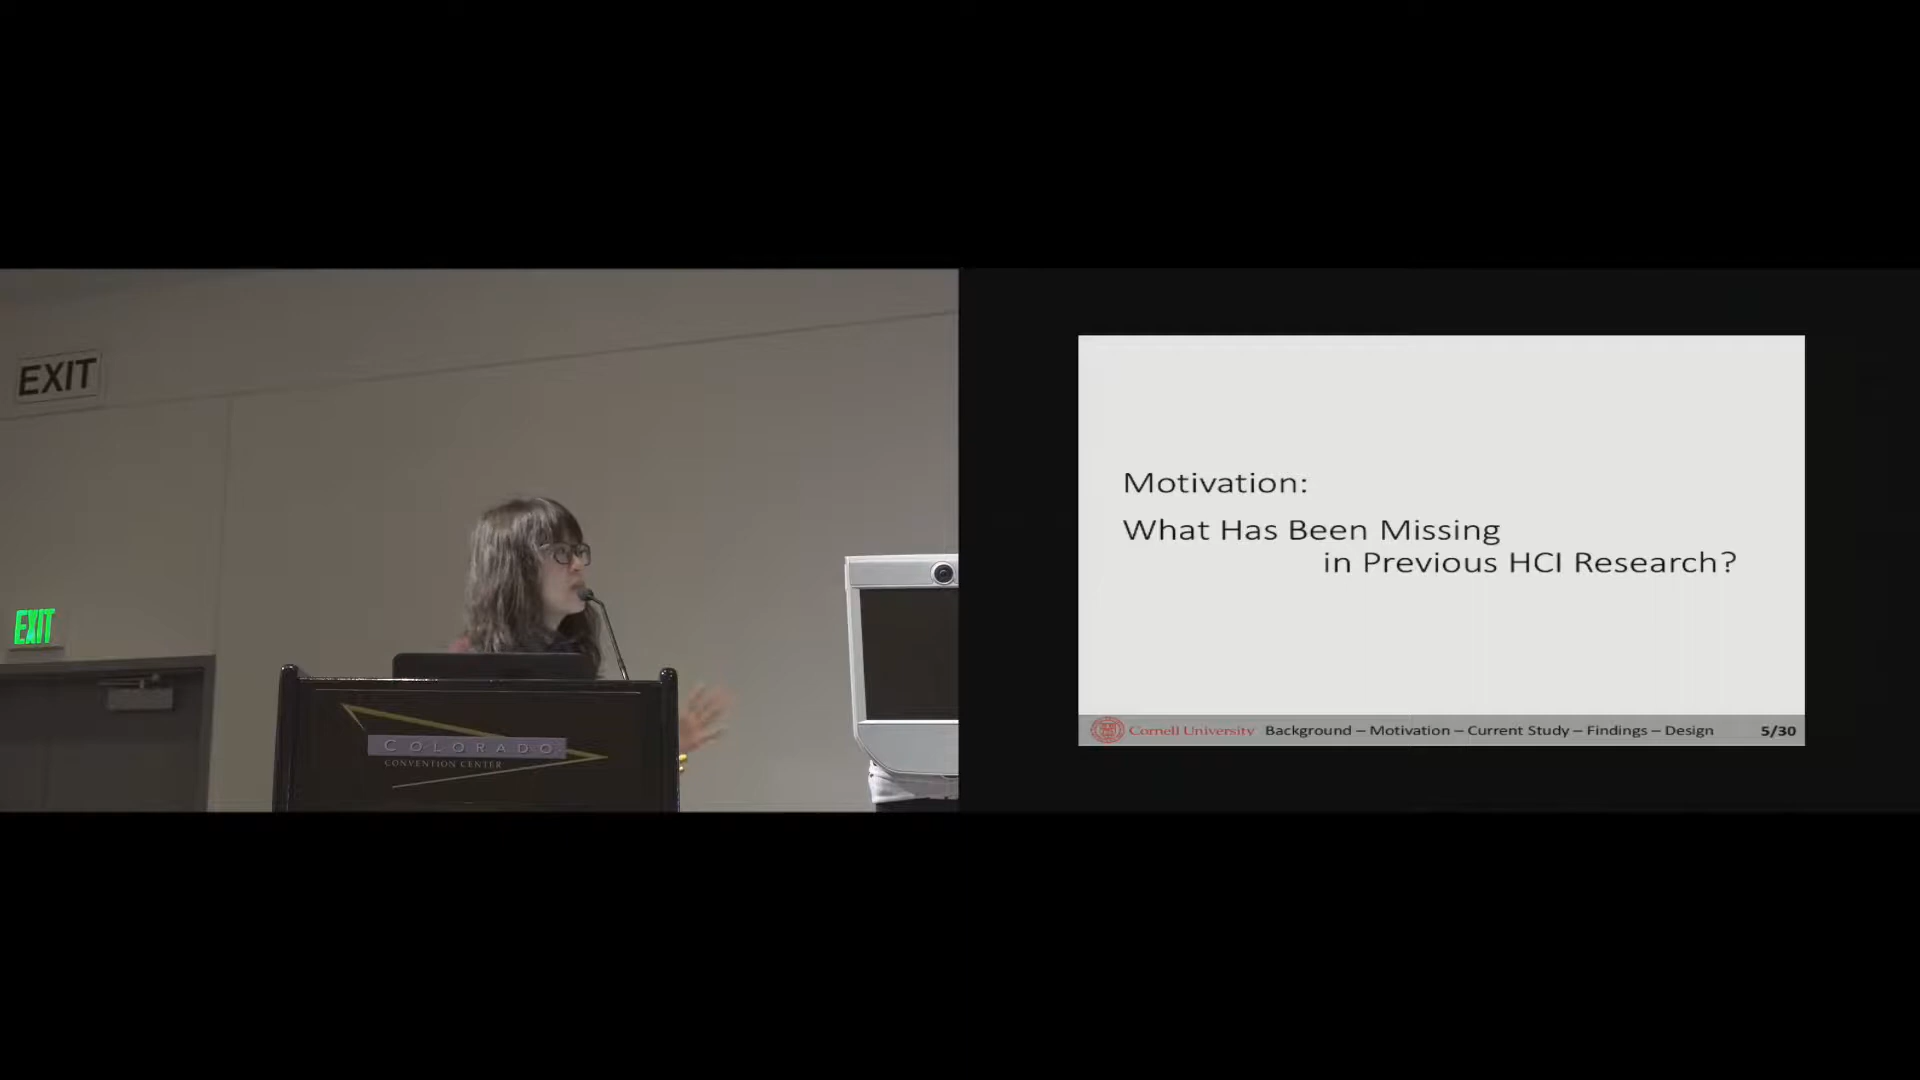 EXIT
EXIT
COLORADO
CONVENTION CENTER
Motivation:
What Has Been Missing
in Previous HCI Research?
Cornell University Background – Motivation – Current Study – Findings – Design 5/30